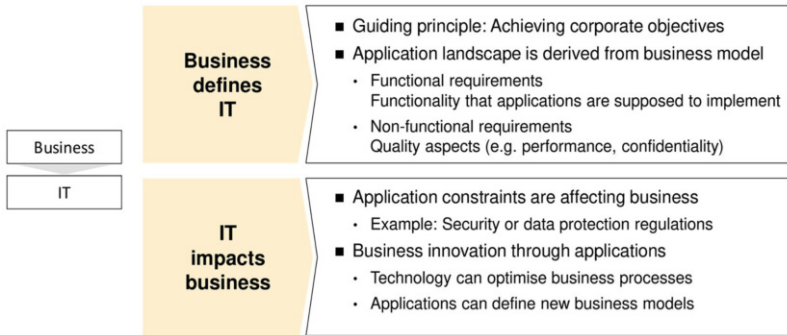 Business
IT
Business
defines
IT
■ Guiding principle: Achieving corporate objectives
■ Application landscape is derived from business model
• Functional requirements
Functionality that applications are supposed to implement
• Non-functional requirements
Quality aspects (e.g. performance, confidentiality)
IT
impacts
business
■ Application constraints are affecting business
• Example: Security or data protection regulations
■ Business innovation through applications
• Technology can optimise business processes
• Applications can define new business models